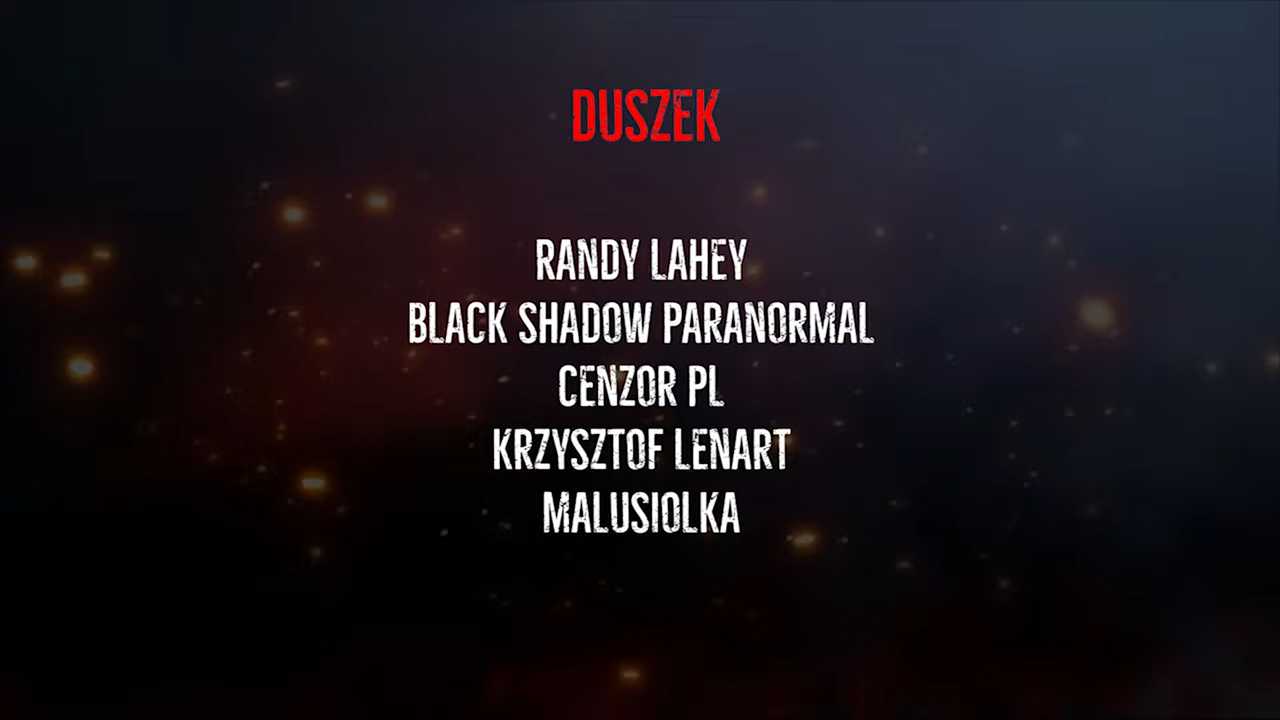 DUSZEK
RANDY LAHEY
BLACK SHADOW PARANORMAL
CENZOR PL
KRZYSZTOF LENART
MALUSIOLKA